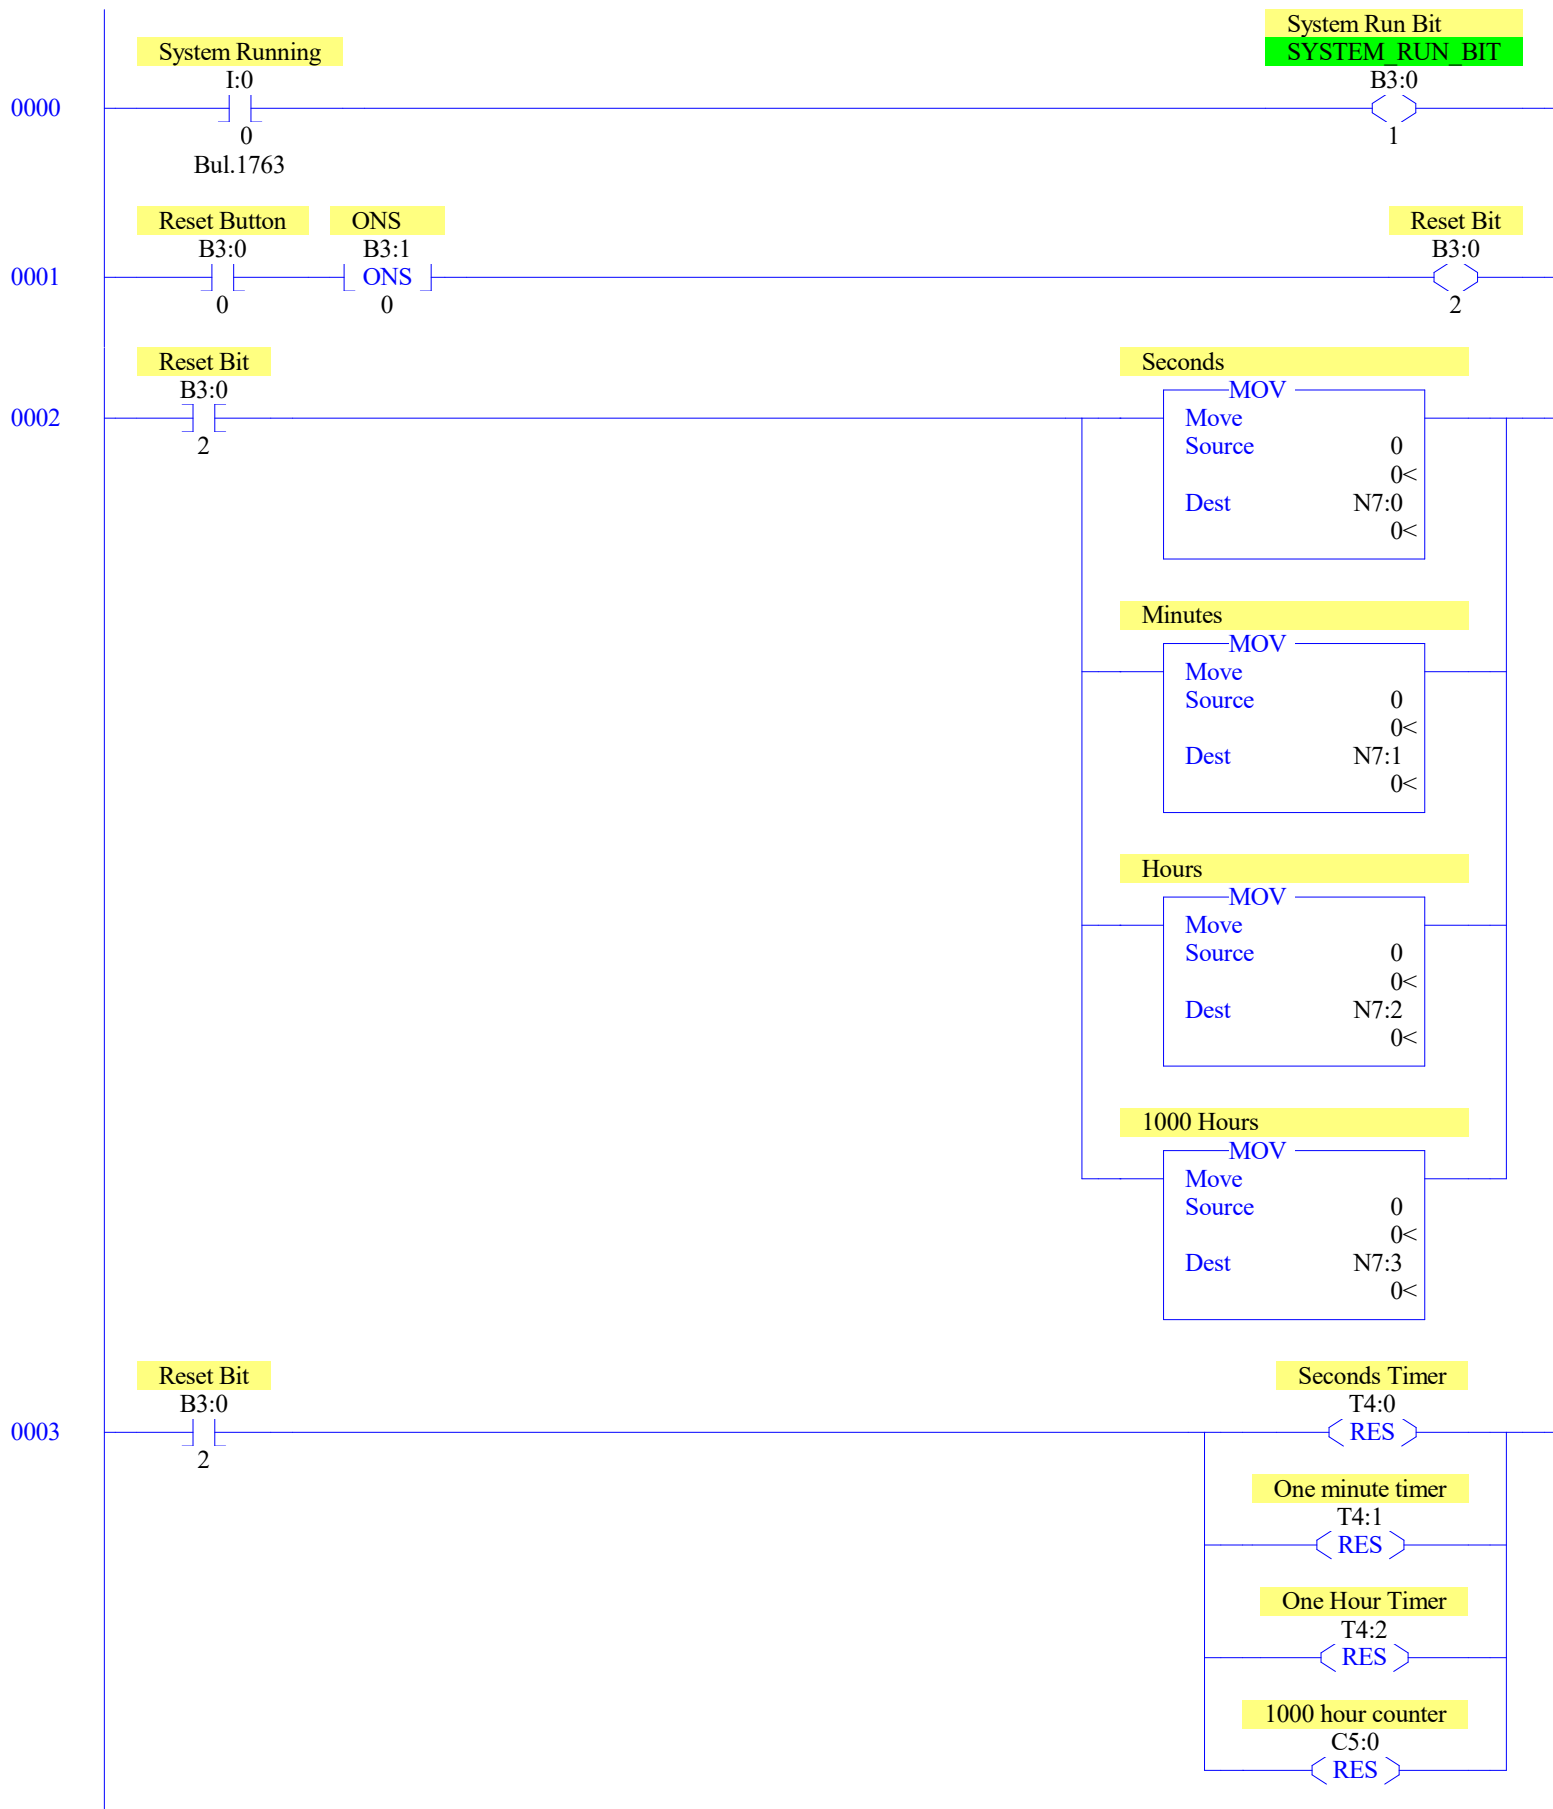 System Run Bit
System Running
SYSTEM_RUN_BIT
I:0
B3:0
0000
0
1
Bul.1763
Reset Button
ONS
Reset Bit
B3:0
B3:1
B3:0
0001
ONS
0
0
2
Reset Bit
Seconds
B3:0
MOV
0002
Move
2
Source
0
0<
Dest
N7:0
0<
Minutes
MOV
Move
Source
0
0<
Dest
N7:1
0<
Hours
MOV
Move
Source
0
0<
Dest
N7:2
0<
1000 Hours
MOV
Move
Source
0
0<
Dest
N7:3
0<
Reset Bit
Seconds Timer
B3:0
T4:0
0003
RES
2
One minute timer
T4:1
RES
One Hour Timer
T4:2
RES
1000 hour counter
C5:0
RES